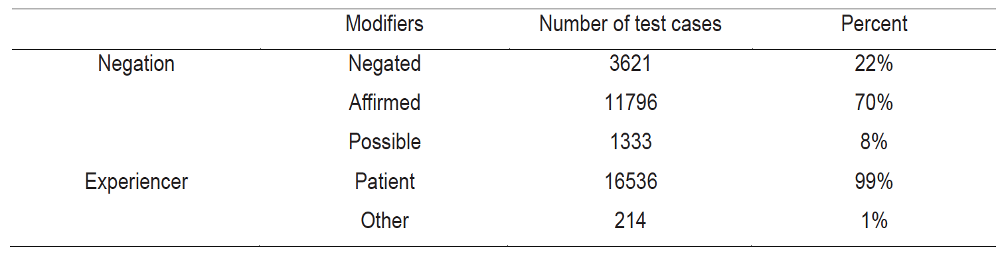 Modifiers Number of test cases Percent
Negation Negated 3621 22%
Affirmed 11796 70%
Possible 1333 8%
Experiencer Patient 16536 99%
Other 214 1%